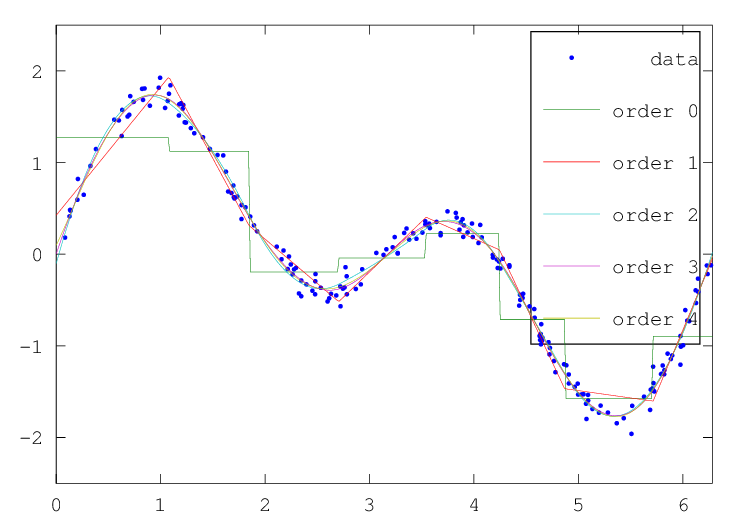 2
1
0
−1
−2
0 1 2 3 4 5 6
data
order 0
order 1
order 2
order 3
order 4